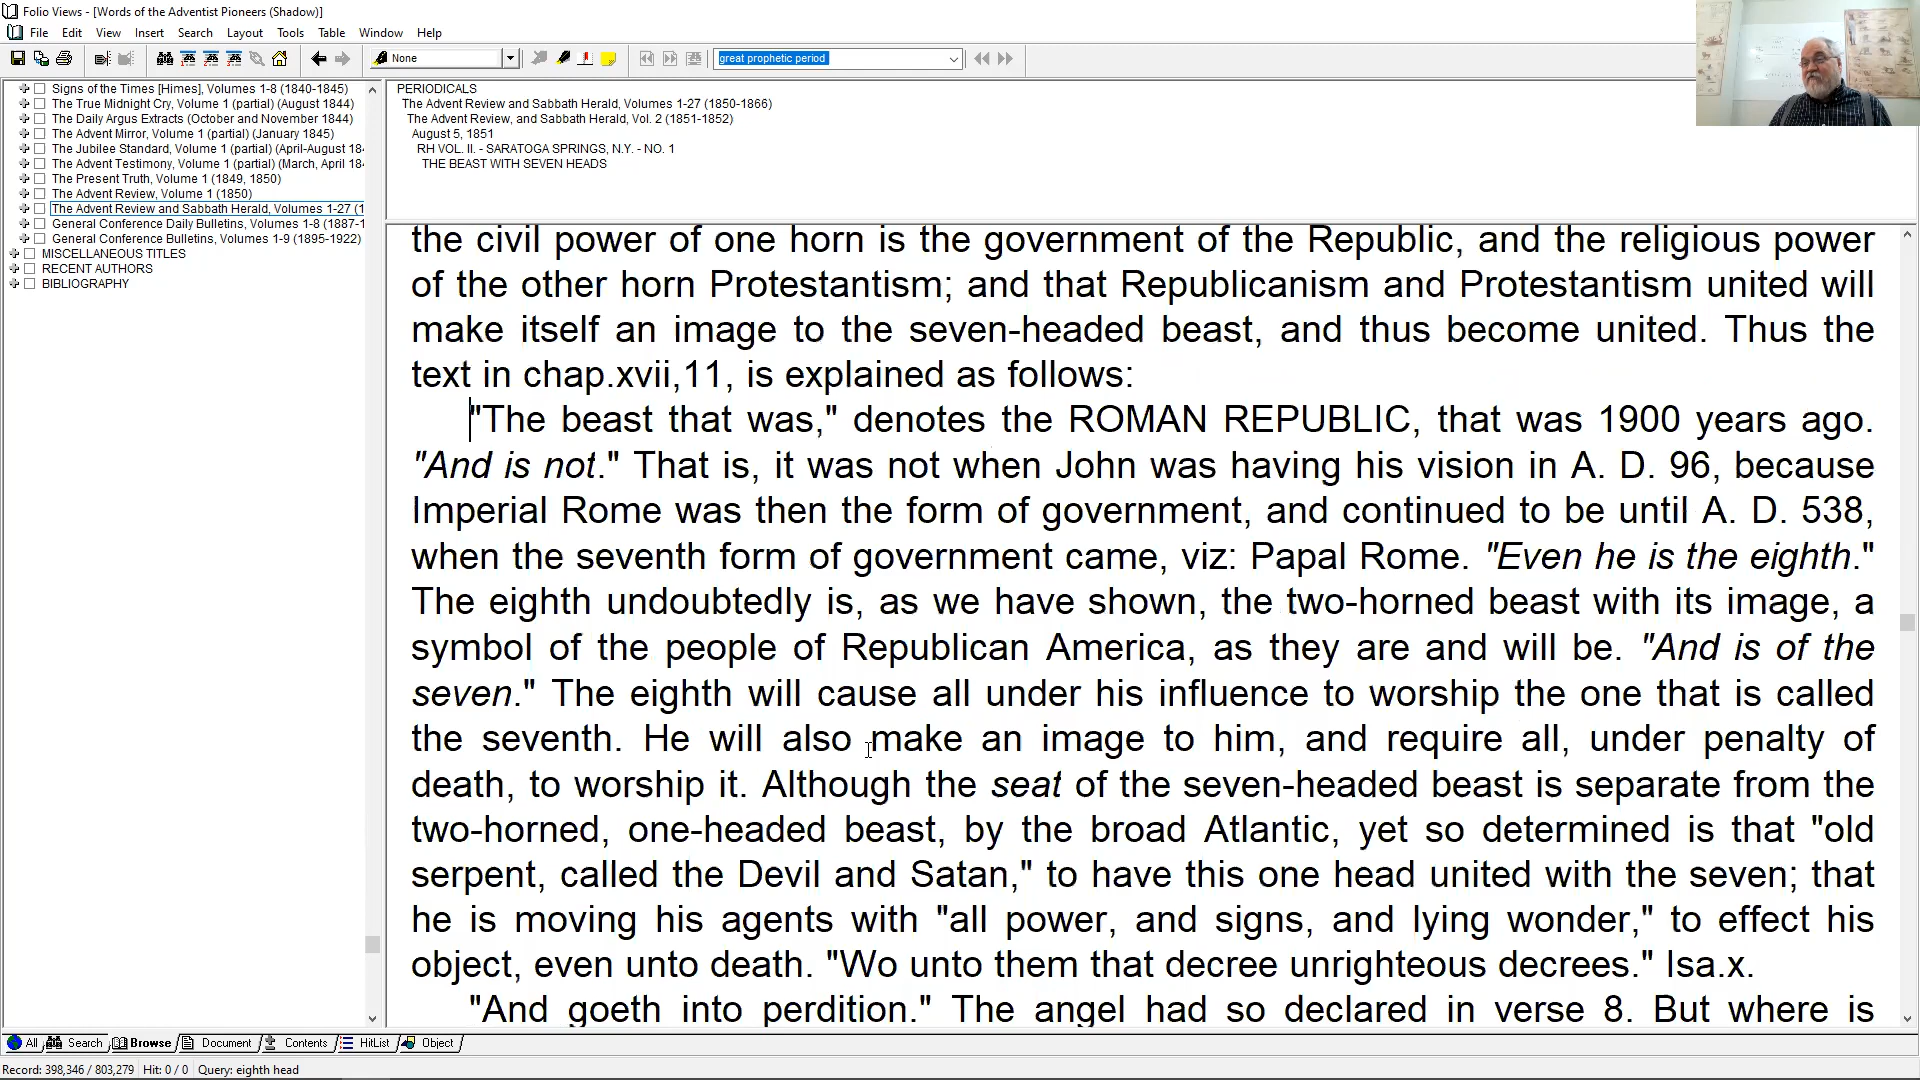 Folio Views - [Words of the Adventist Pioneers (Shadow)]
File Edit View Insert Search Layout Tools Table Window Help
None
great prophetic period
Signs of the Times [Himes], Volumes 1-8 (1840-1845)
The True Midnight Cry, Volume 1 (partial) (August 1844)
The Daily Argus Extracts (October and November 1844)
The Advent Mirror, Volume 1 (partial) (January 1845)
The Jubilee Standard, Volume 1 (partial) (April-August 184
The Advent Testimony, Volume 1 (partial) (March, April 184
The Present Truth, Volume 1 (1849, 1850)
The Advent Review, Volume 1 (1850)
The Advent Review and Sabbath Herald, Volumes 1-27 (1
General Conference Daily Bulletins, Volumes 1-8 (1887-1
General Conference Bulletins, Volumes 1-9 (1895-1922)
MISCELLANEOUS TITLES
RECENT AUTHORS
BIBLIOGRAPHY
PERIODICALS
The Advent Review and Sabbath Herald, Volumes 1-27 (1850-1866)
The Advent Review, and Sabbath Herald, Vol. 2 (1851-1852)
August 5, 1851
RH VOL. II. - SARATOGA SPRINGS, N.Y. - NO. 1
THE BEAST WITH SEVEN HEADS
the civil power of one horn is the government of the Republic, and the religious power
of the other horn Protestantism; and that Republicanism and Protestantism united will
make itself an image to the seven-headed beast, and thus become united. Thus the
text in chap.xvii,11, is explained as follows:
"The beast that was," denotes the ROMAN REPUBLIC, that was 1900 years ago.
"And is not." That is, it was not when John was having his vision in A. D. 96, because
Imperial Rome was then the form of government, and continued to be until A. D. 538,
when the seventh form of government came, viz: Papal Rome. "Even he is the eighth."
The eighth undoubtedly is, as we have shown, the two-horned beast with its image, a
symbol of the people of Republican America, as they are and will be. "And is of the
seven." The eighth will cause all under his influence to worship the one that is called
the seventh. He will also make an image to him, and require all, under penalty of
death, to worship it. Although the seat of the seven-headed beast is separate from the
two-horned, one-headed beast, by the broad Atlantic, yet so determined is that "old
serpent, called the Devil and Satan," to have this one head united with the seven; that
he is moving his agents with "all power, and signs, and lying wonder," to effect his
object, even unto death. "Wo unto them that decree unrighteous decrees." Isa.x.
"And goeth into perdition." The angel had so declared in verse 8. But where is
All Search Browse Document Contents HitList Object
Record: 398,346 / 803,279 Hit: 0 / 0 Query: eighth head